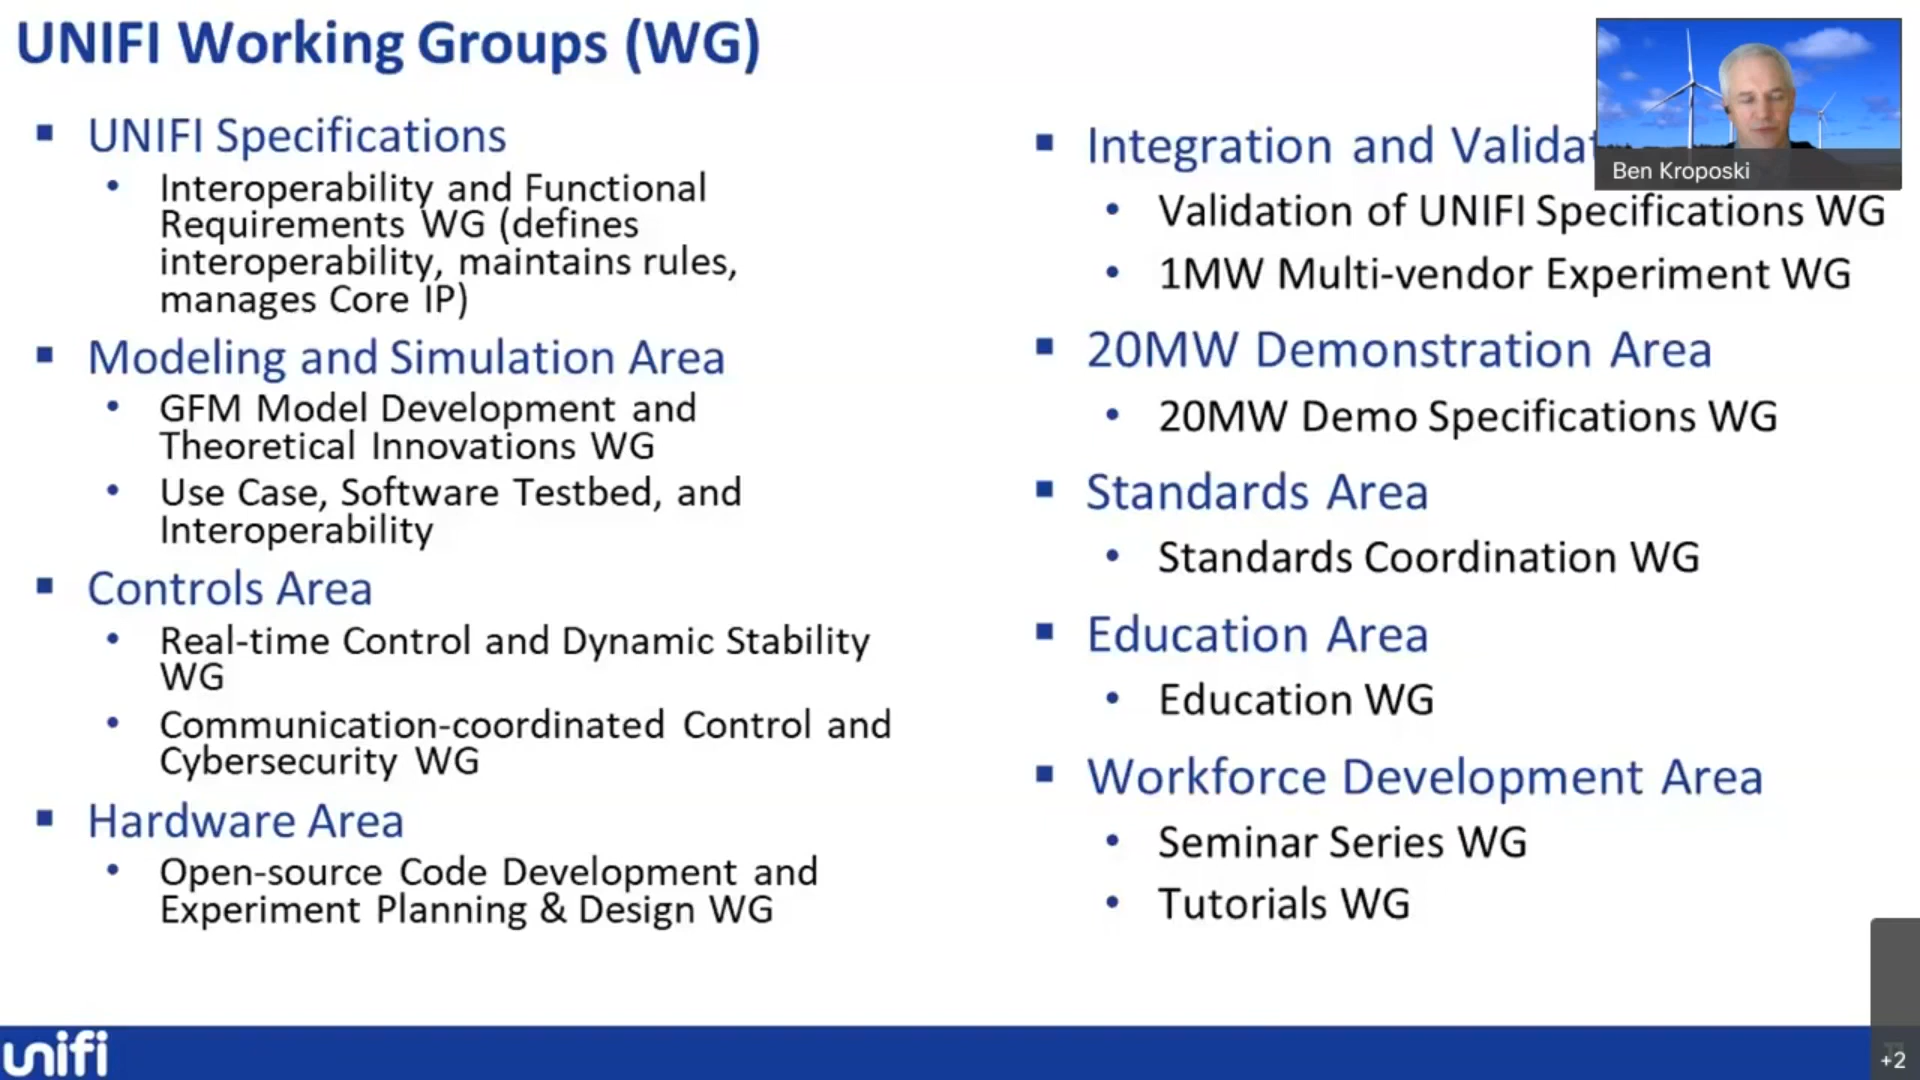 UNIFI Working Groups (WG)
UNIFI Specifications
Interoperability and Functional
Requirements WG (defines
interoperability, maintains rules,
manages Core IP)
Modeling and Simulation Area
GFM Model Development and
Theoretical Innovations WG
Use Case, Software Testbed, and
Interoperability
Controls Area
Real-time Control and Dynamic Stability
WG
Communication-coordinated Control and
Cybersecurity WG
Hardware Area
Open-source Code Development and
Experiment Planning & Design WG
Integration and
Validation of UNIFI Specifications WG
1MW Multi-vendor Experiment WG
20MW Demonstration Area
20MW Demo Specifications WG
Standards Area
Standards Coordination WG
Education Area
Education WG
Workforce Development Area
Seminar Series WG
Tutorials WG
Ben Kroposki
unifi
+2